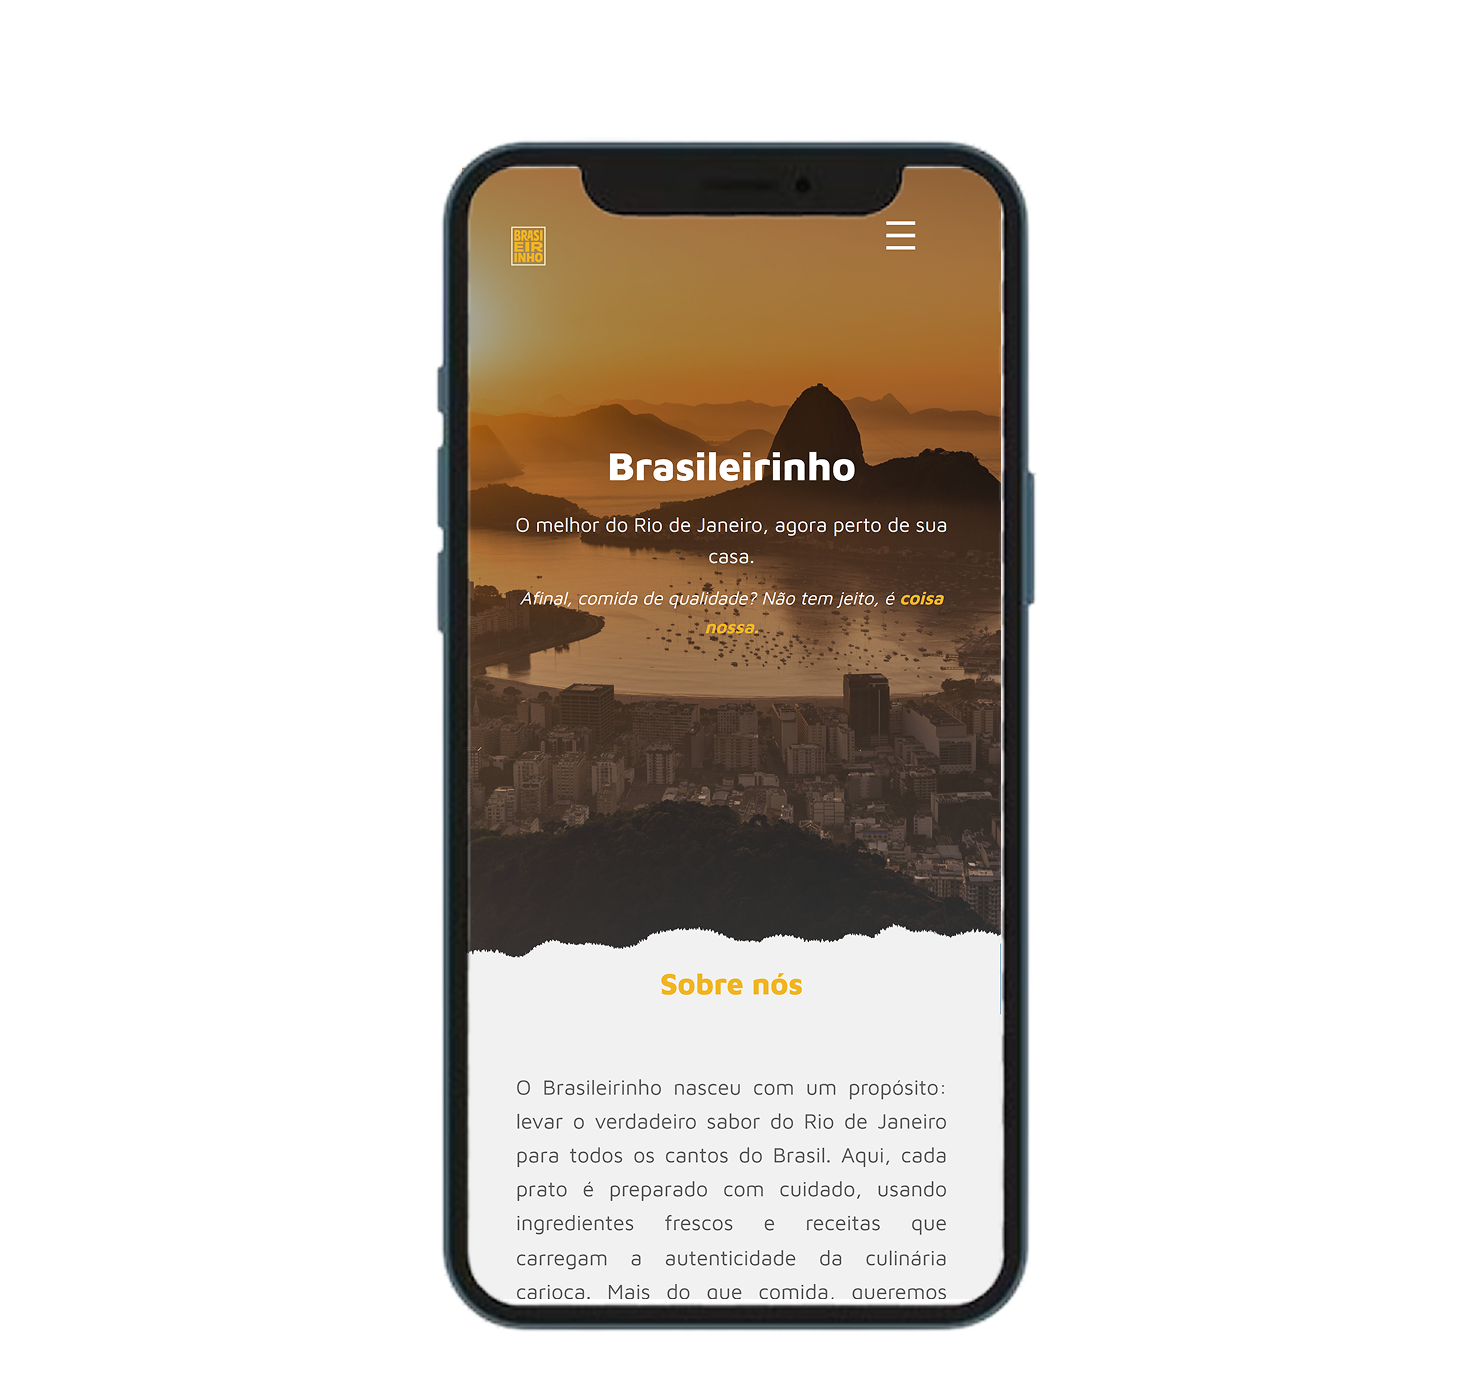 BRASI
EIR
INHO
Brasileirinho
O melhor do Rio de Janeiro, agora perto de sua
casa.
Afinal, comida de qualidade? Não tem jeito, é coisa
nossa.
Sobre nós
O Brasileirinho nasceu com um propósito:
levar o verdadeiro sabor do Rio de Janeiro
para todos os cantos do Brasil. Aqui, cada
prato é preparado com cuidado, usando
ingredientes frescos e receitas que
carregam a autenticidade da culinária
carioca. Mais do que comida, queremos